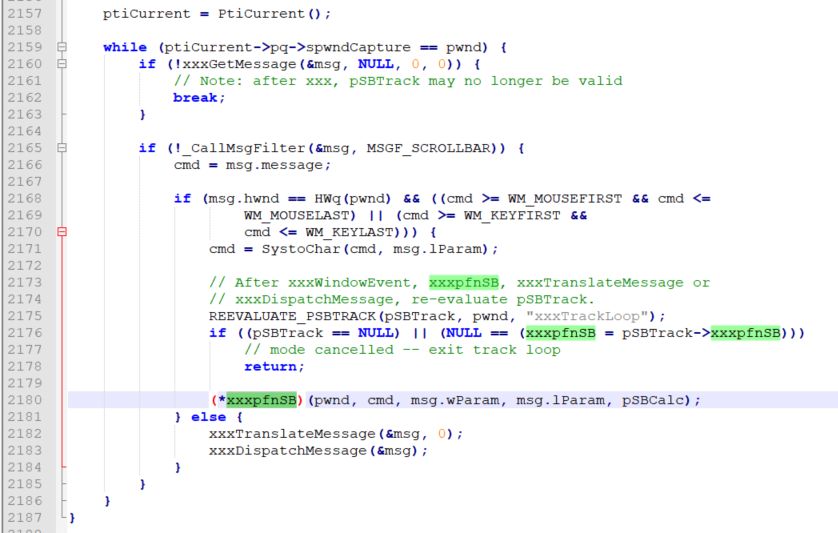 2157 ptiCurrent = PtiCurrent();
2158
2159 while (ptiCurrent->pq->spwndCapture == pwnd) {
2160 if (!xxxGetMessage(&msg, NULL, 0, 0)) {
2161 // Note: after xxx, pSBTrack may no longer be valid
2162 break;
2163 }
2164
2165 if (!_CallMsgFilter(&msg, MSGF_SCROLLBAR)) {
2166 cmd = msg.message;
2167
2168 if (msg.hwnd == HWq(pwnd) && ((cmd >= WM_MOUSEFIRST && cmd <=
2169 WM_MOUSELAST) || (cmd >= WM_KEYFIRST &&
2170 cmd <= WM_KEYLAST))) {
2171 cmd = SystoChar(cmd, msg.lParam);
2172
2173 // After xxxWindowEvent, xxxpfnSB, xxxTranslateMessage or
2174 // xxxDispatchMessage, re-evaluate pSBTrack.
2175 REEVALUATE_PSBTRACK(pSBTrack, pwnd, "xxxTrackLoop");
2176 if ((pSBTrack == NULL) || (NULL == (xxxpfnSB = pSBTrack->xxxpfnSB)))
2177 // mode cancelled -- exit track loop
2178 return;
2179
2180 (*xxxpfnSB)(pwnd, cmd, msg.wParam, msg.lParam, pSBCalc);
2181 } else {
2182 xxxTranslateMessage(&msg, 0);
2183 xxxDispatchMessage(&msg);
2184 }
2185 }
2186 }
2187 }